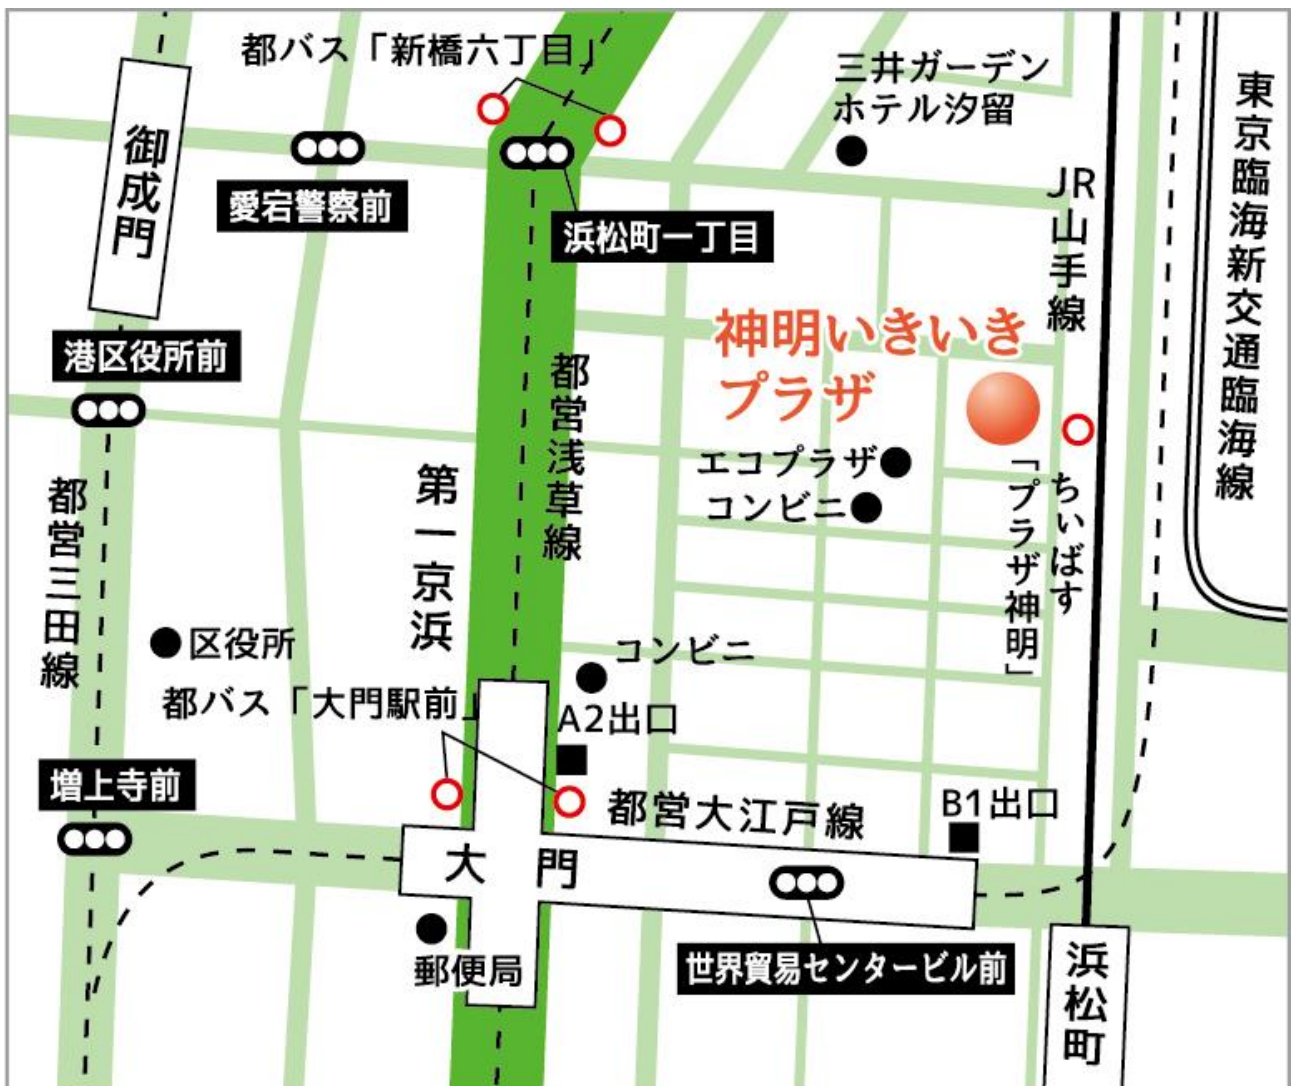 都バス「新橋六丁目」
三井ガーデン
ホテル汐留
東京臨海新交通臨海線
御成門
愛宕警察前
浜松町一丁目
JR山手線
港区役所前
神明いきいき
プラザ
都営浅草線
エコプラザ
コンビニ
ちぃばす
「プラザ神明」
第一京浜
都営三田線
区役所
コンビニ
都バス「大門駅前」
A2出口
増上寺前
都営大江戸線
B1出口
大門
郵便局
世界貿易センタービル前
浜松町